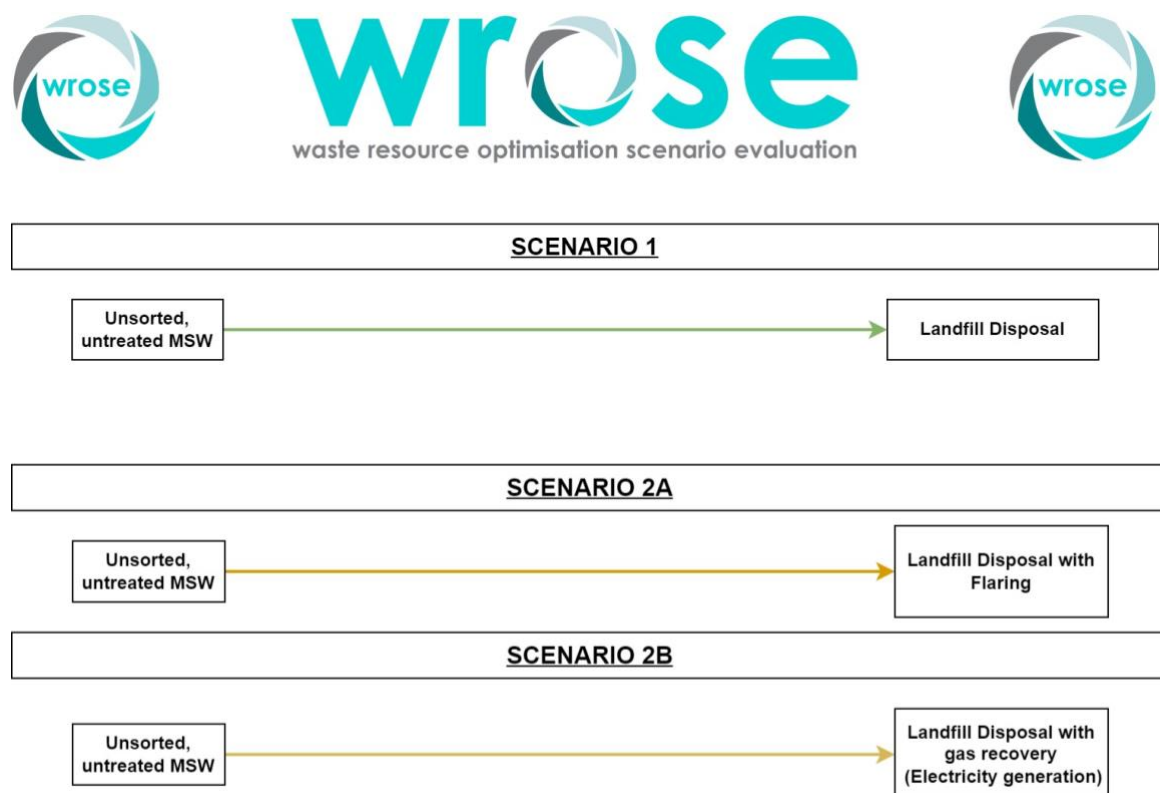 wrose
wrose
wrose
waste resource optimisation scenario evaluation
SCENARIO 1
Unsorted,
untreated MSW
Landfill Disposal
SCENARIO 2A
Unsorted,
untreated MSW
Landfill Disposal with
Flaring
SCENARIO 2B
Unsorted,
untreated MSW
Landfill Disposal with
gas recovery
(Electricity generation)